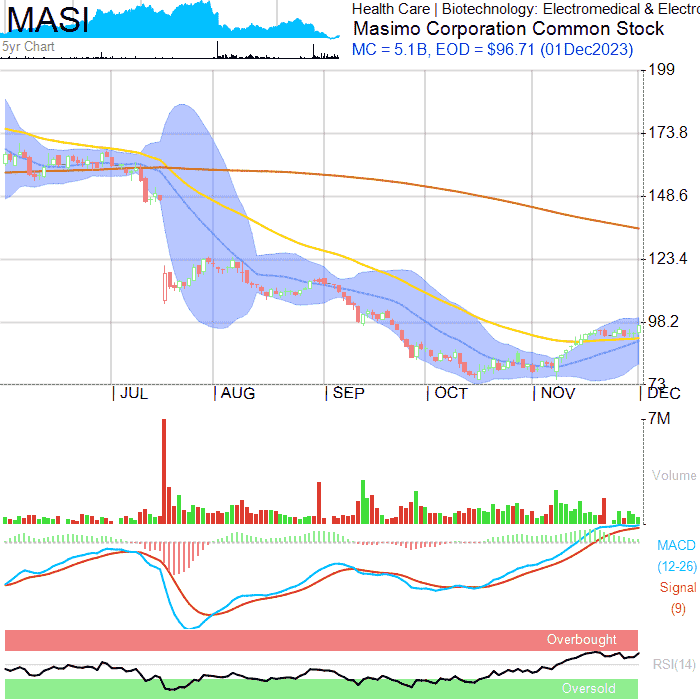 MASI
5yr Chart
Health Care | Biotechnology: Electromedical & Electro
Masimo Corporation Common Stock
MC = 5.1B, EOD = $96.71 (01Dec2023)
199
173.8
148.6
123.4
98.2
73
JUL
AUG
SEP
OCT
NOV
DEC
7M
Volume
MACD
(12-26)
Signal
(9)
Overbought
RSI(14)
Oversold